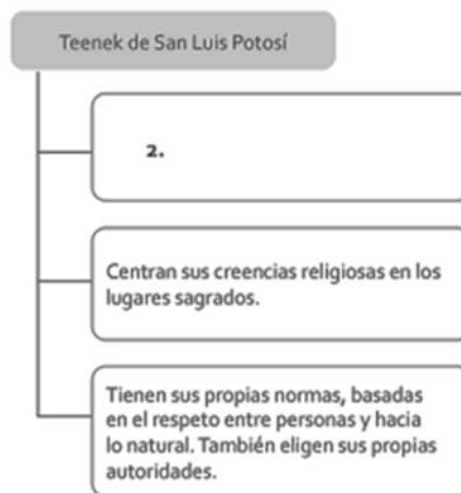 Teenek de San Luis Potosí
2.
Centran sus creencias religiosas en los
lugares sagrados.
Tienen sus propias normas, basadas
en el respeto entre personas y hacia
lo natural. También eligen sus propias
autoridades.